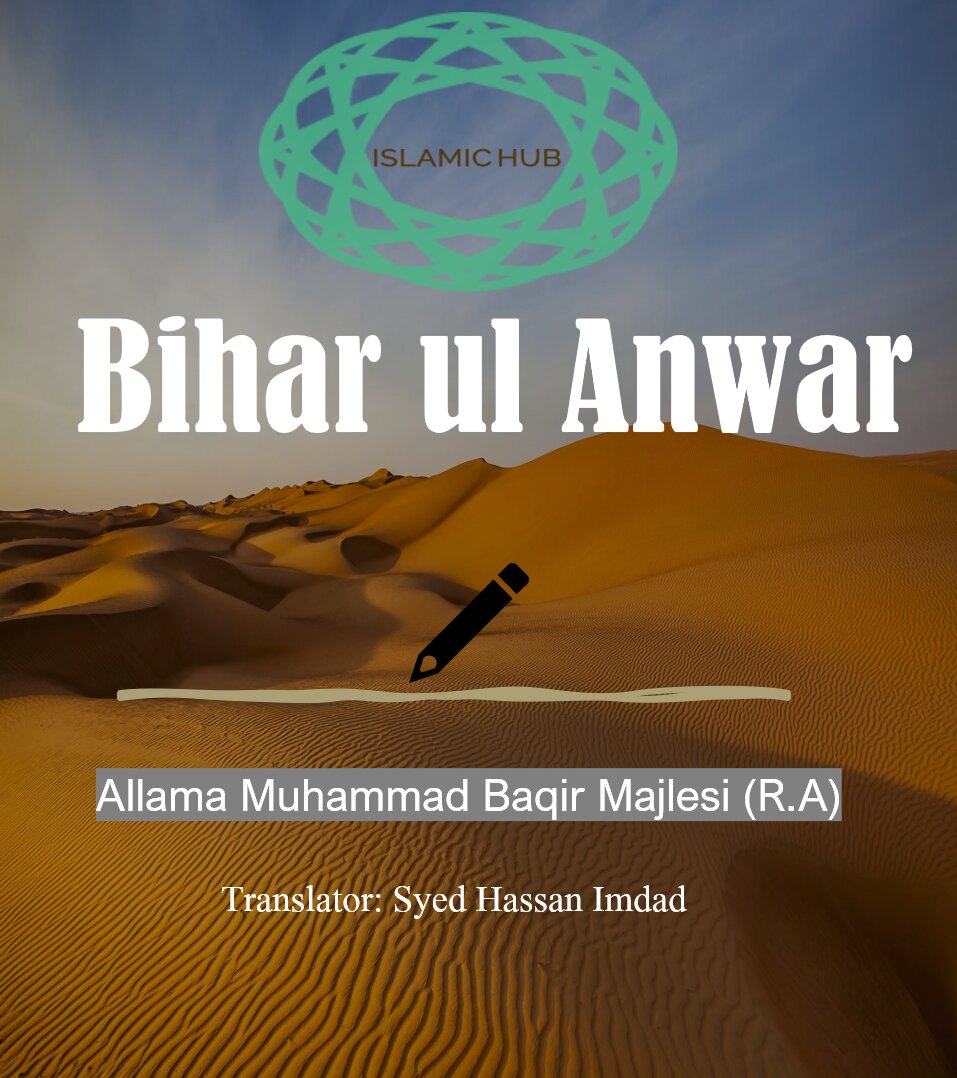 ISLAMIC HUB
Bihar ul Anwar
Allama Muhammad Baqir Majlesi (R.A)
Translator: Syed Hassan Imdad